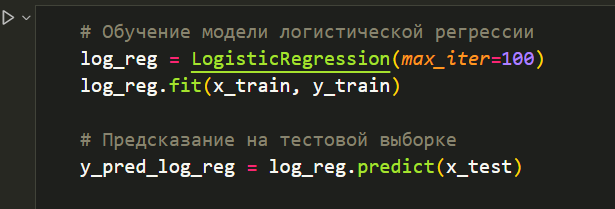 # Обучение модели логистической регрессии
log_reg = LogisticRegression(max_iter=100)
log_reg.fit(x_train, y_train)
# Предсказание на тестовой выборке
y_pred_log_reg = log_reg.predict(x_test)